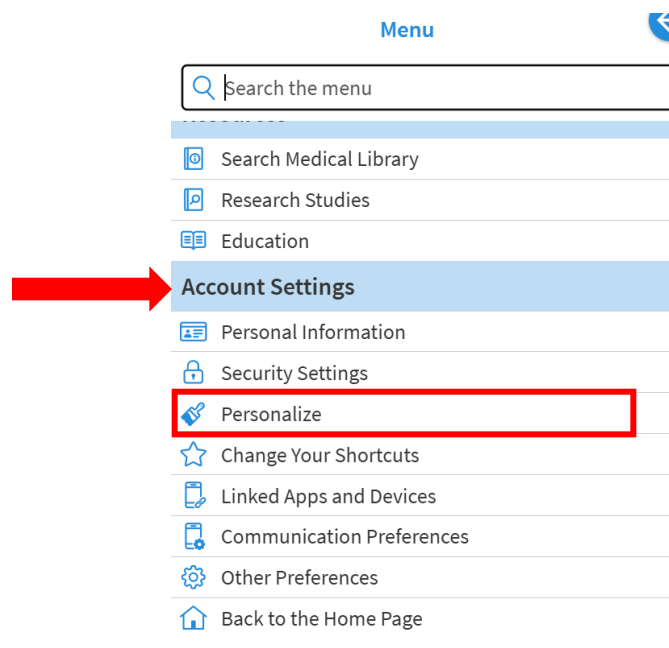 Menu
Search the menu
Search Medical Library
Research Studies
Education
Account Settings
Personal Information
Security Settings
Personalize
Change Your Shortcuts
Linked Apps and Devices
Communication Preferences
Other Preferences
Back to the Home Page